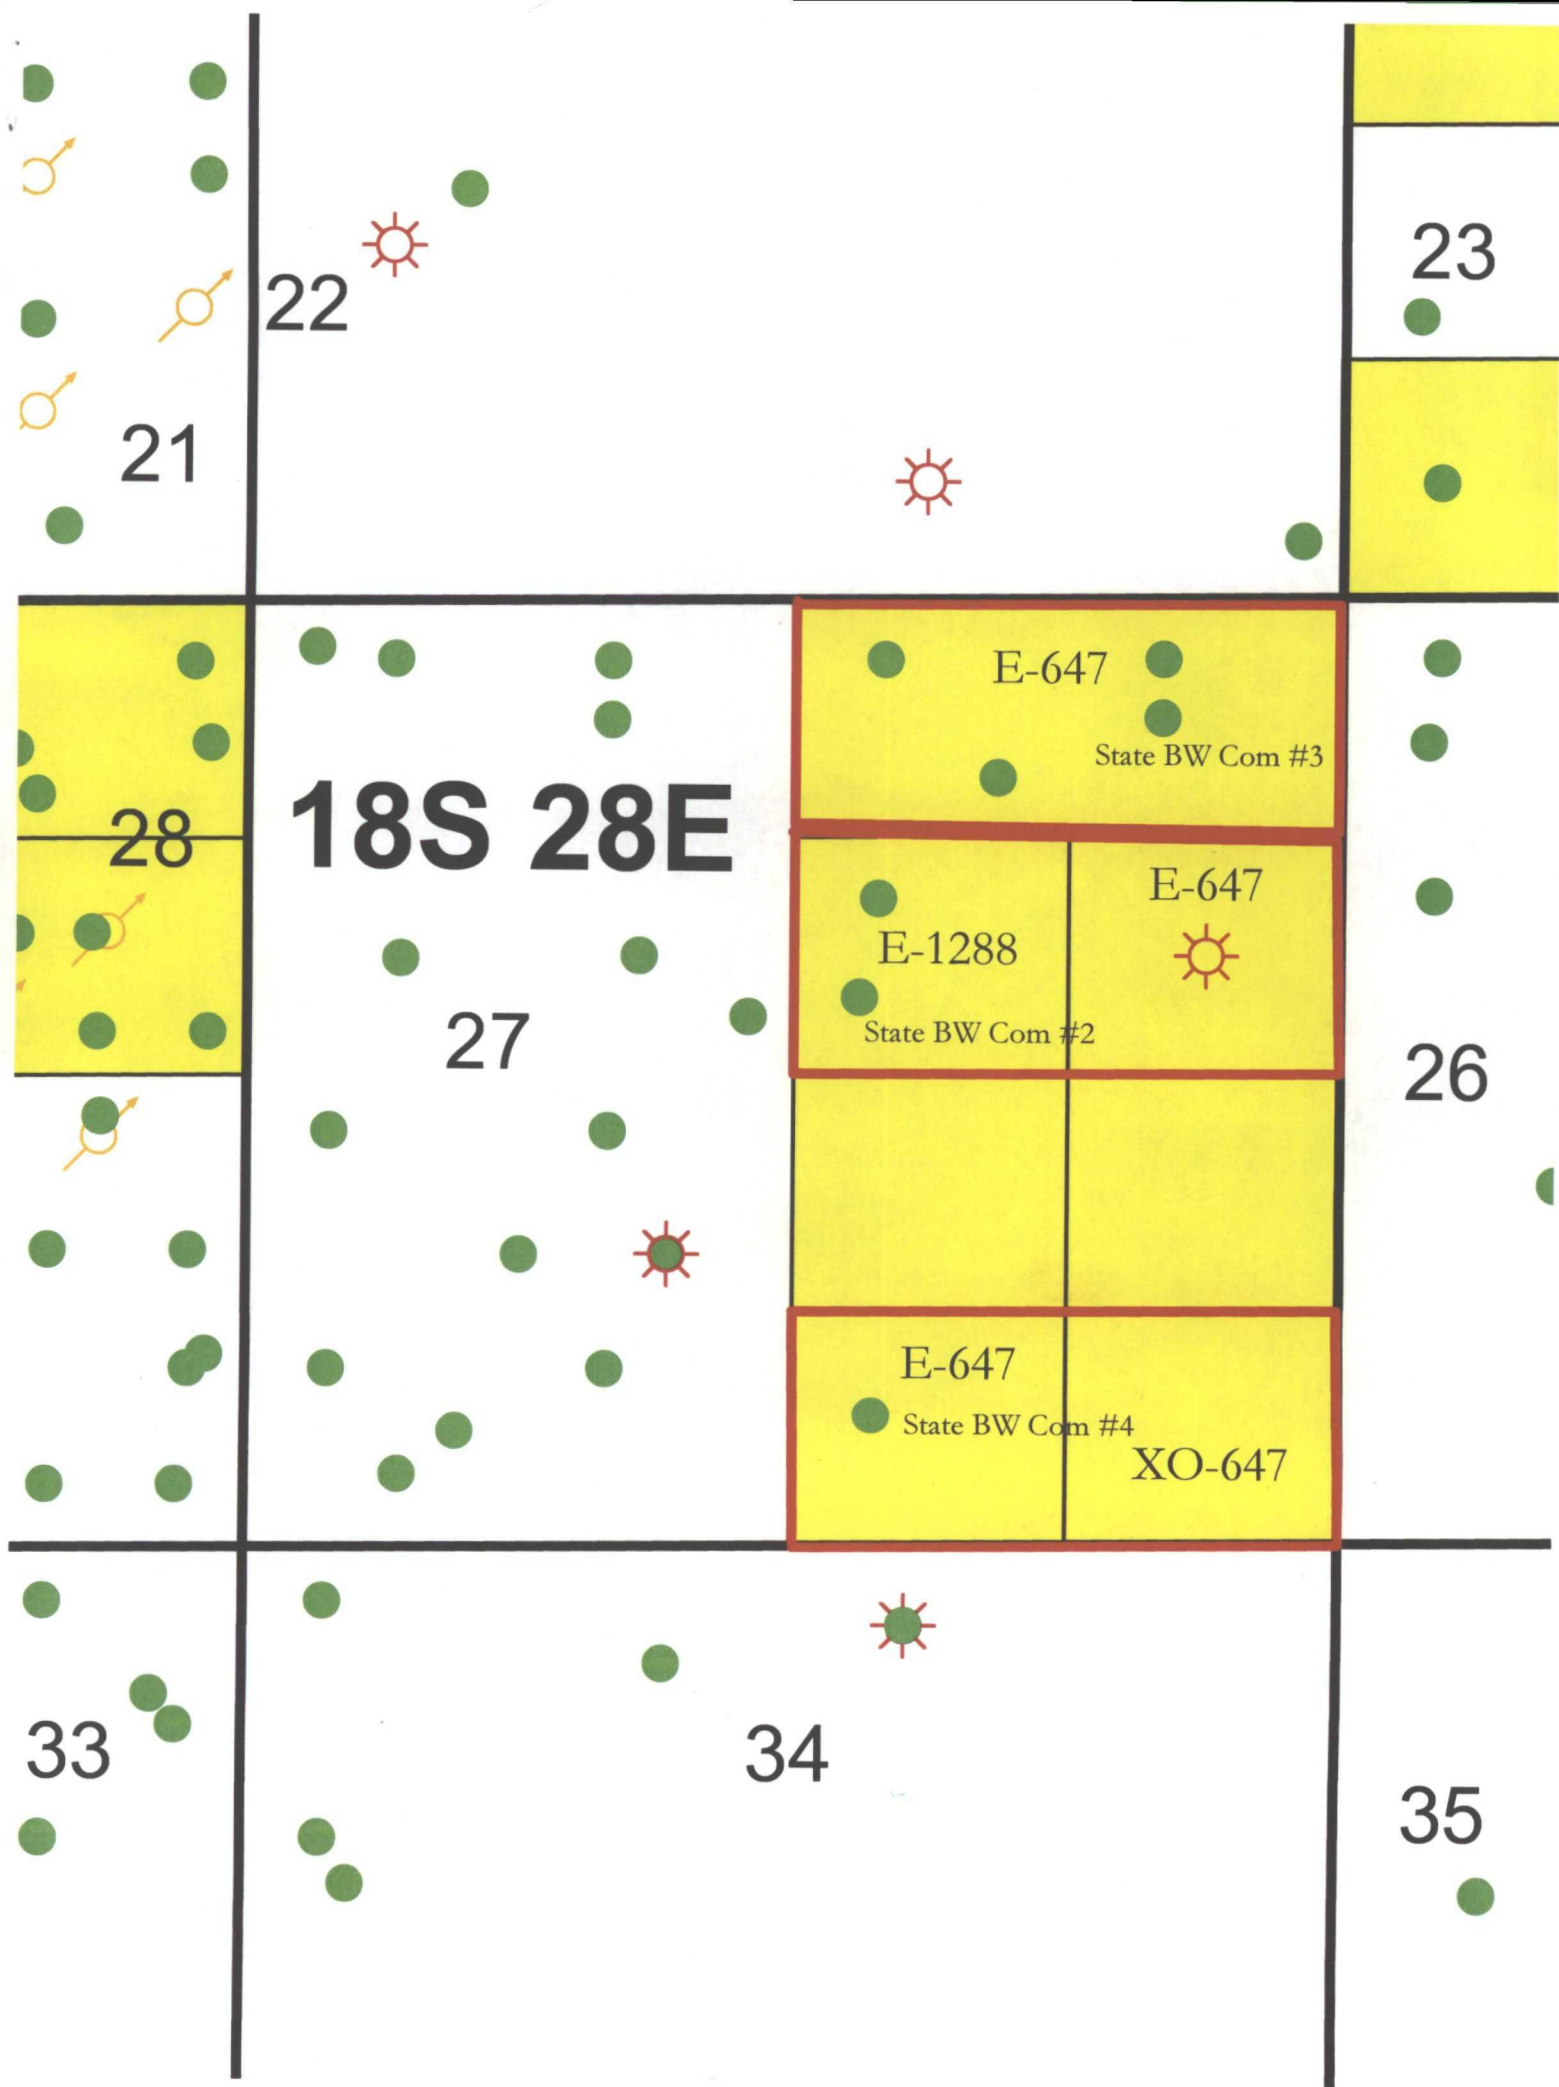 23
22
21
E-647
State BW Com #3
18S 28E
28
E-647
E-1288
State BW Com #2
27
26
E-647
State BW Com #4
XO-647
33
34
35